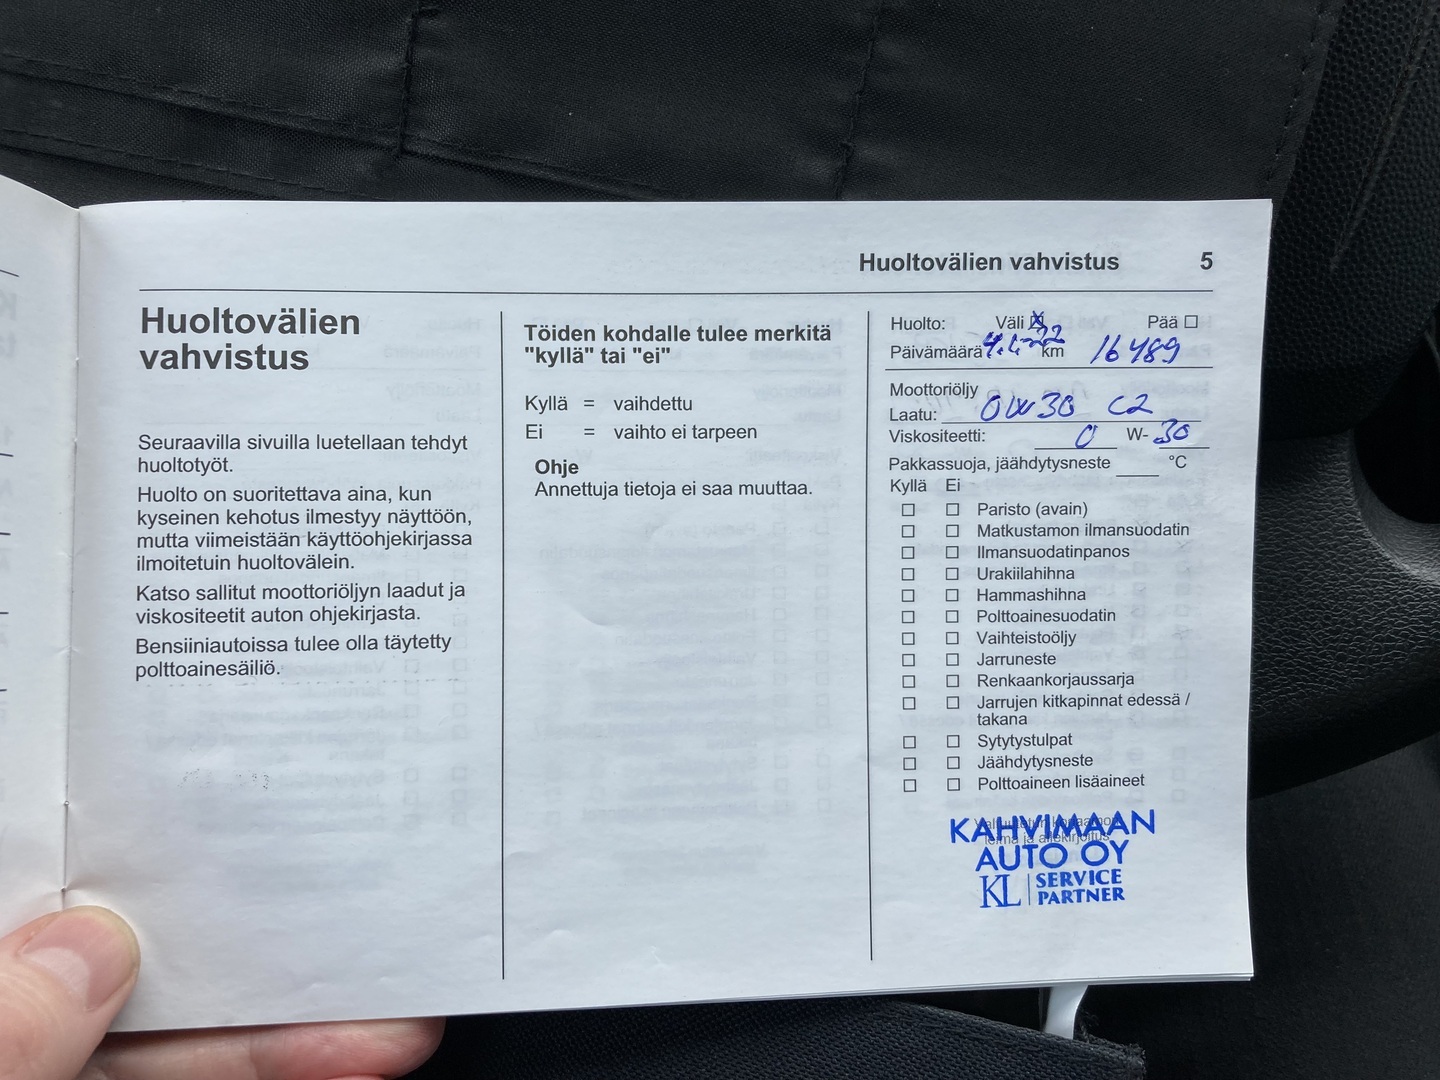 Huoltovälien vahvistus 5
Huoltovälien
vahvistus
Seuraavilla sivuilla luetellaan tehdyt
huoltotyöt.
Huolto on suoritettava aina, kun
kyseinen kehotus ilmestyy näyttöön,
mutta viimeistään käyttöohjekirjassa
ilmoitetuin huoltovälein.
Katso sallitut moottoriöljyn laadut ja
viskositeetit auton ohjekirjasta.
Bensiiniautoissa tulee olla täytetty
polttoainesäiliö.
Töiden kohdalle tulee merkitä
"kyllä" tai "ei"
Kyllä = vaihdettu
Ei = vaihto ei tarpeen
Ohje
Annettuja tietoja ei saa muuttaa.
Huolto: Väli ☒ Pää ☐
Päivämäärä km 16489
Moottoriöljy
Laatu: 0W30 C2
Viskositeetti: 0 W-30
Pakkassuoja, jäähdytysneste ____ °C
Kyllä Ei
☐ ☐ Paristo (avain)
☐ ☐ Matkustamon ilmansuodatin
☐ ☐ Ilmansuodatinpanos
☐ ☐ Urakiilahihna
☐ ☐ Hammashihna
☐ ☐ Polttoainesuodatin
☐ ☐ Vaihteistoöljy
☐ ☐ Jarruneste
☐ ☐ Renkaankorjaussarja
☐ ☐ Jarrujen kitkapinnat edessä /
takana
☐ ☐ Sytytystulpat
☐ ☐ Jäähdytysneste
☐ ☐ Polttoaineen lisäaineet
KAHVIMAAN
AUTO OY
KL SERVICE
PARTNER